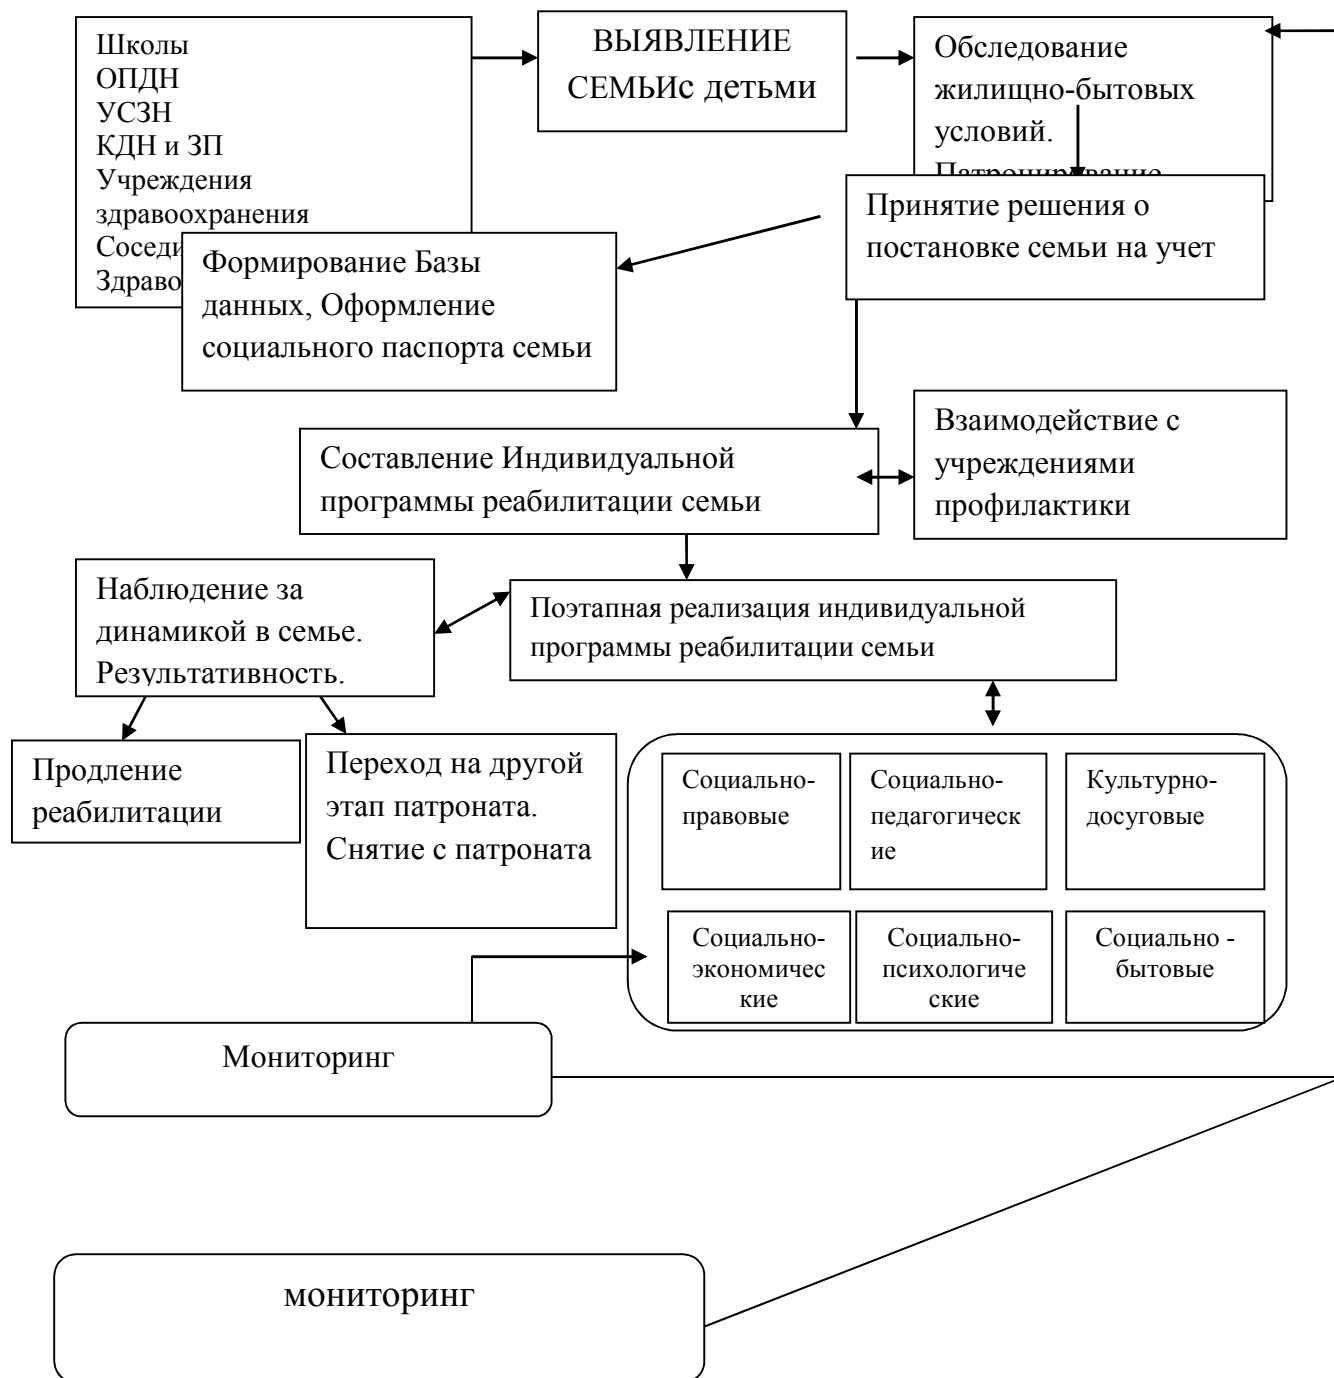 Школы
ОПДН
УСЗН
КДН и ЗП
Учреждения
здравоохранения
ВЫЯВЛЕНИЕ
СЕМЬИс детьми
Обследование
жилищно-бытовых
условий.
Патронирование
Принятие решения о
постановке семьи на учет
Формирование Базы
данных, Оформление
социального паспорта семьи
Составление Индивидуальной
программы реабилитации семьи
Взаимодействие с
учреждениями
профилактики
Наблюдение за
динамикой в семье.
Результативность.
Поэтапная реализация индивидуальной
программы реабилитации семьи
Продление
реабилитации
Переход на другой
этап патроната.
Снятие с патроната
Социально-
правовые
Социально-
педагогическ
ие
Культурно-
досуговые
Социально-
экономичес
кие
Социально-
психологиче
ские
Социально -
бытовые
Мониторинг
мониторинг